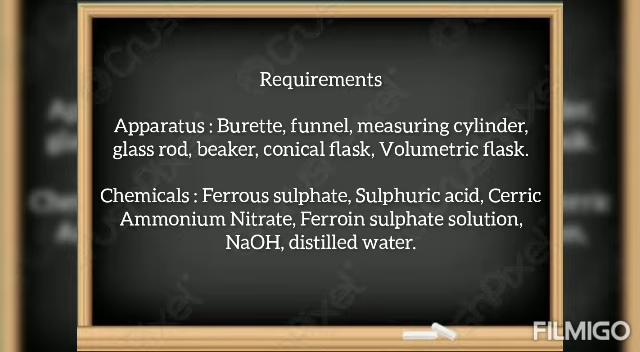 Requirements
Apparatus : Burette, funnel, measuring cylinder,
glass rod, beaker, conical flask, Volumetric flask.
Chemicals : Ferrous sulphate, Sulphuric acid, Cerric
Ammonium Nitrate, Ferroin sulphate solution,
NaOH, distilled water.
FILMIGO